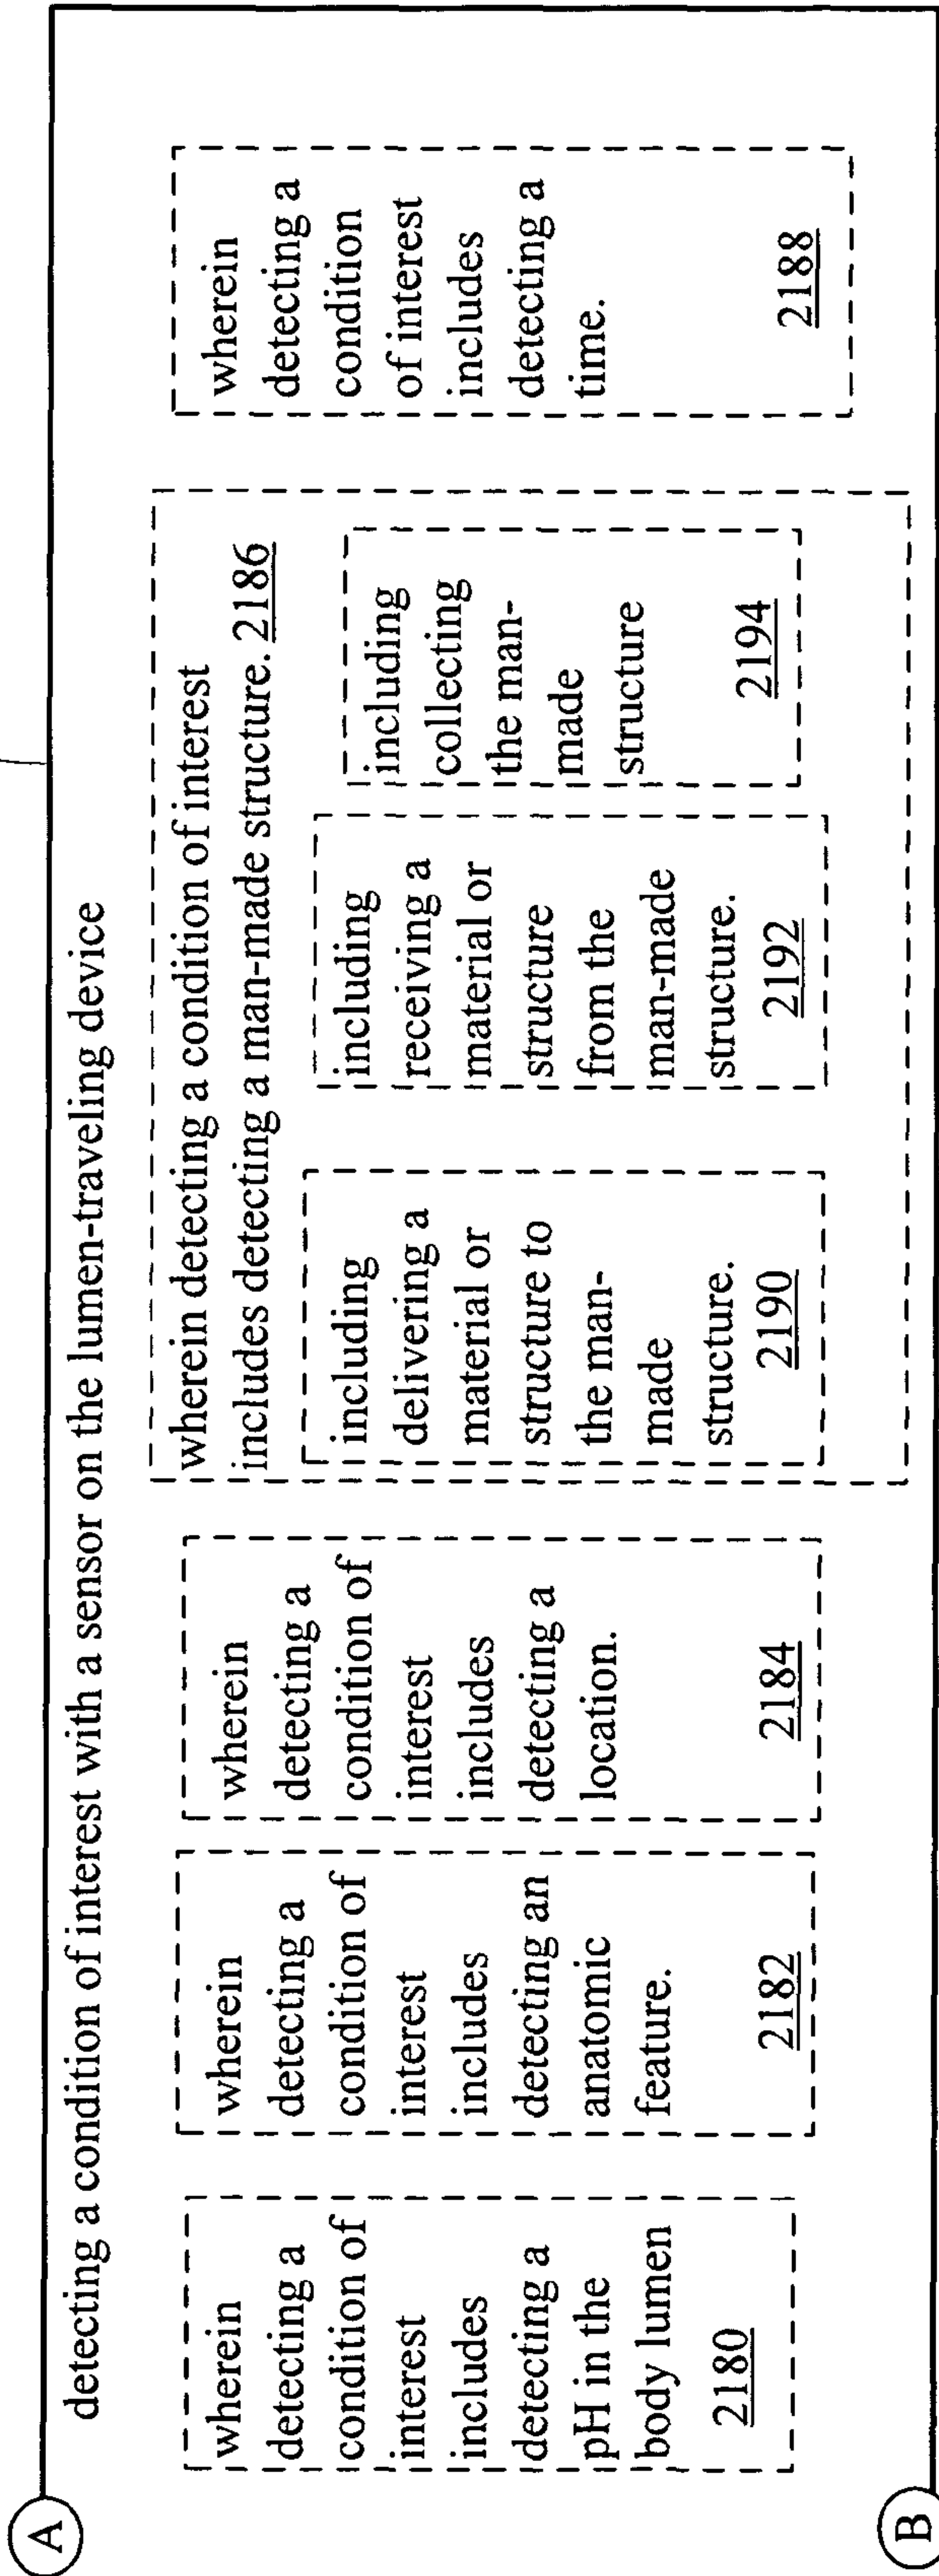 A
detecting a condition of interest with a sensor on the lumen-traveling device
wherein
detecting a
condition of
interest
includes
detecting a
pH in the
body lumen
2180
wherein
detecting a
condition of
interest
includes
detecting an
anatomic
feature.
2182
wherein
detecting a
condition of
interest
includes
detecting a
location.
2184
wherein detecting a condition of interest
includes detecting a man-made structure. 2186
including
delivering a
material or
structure to
the man-
made
structure.
2190
including
receiving a
material or
structure
from the
man-made
structure.
2192
including
collecting
the man-
made
structure
2194
wherein
detecting a
condition
of interest
includes
detecting a
time.
2188
B